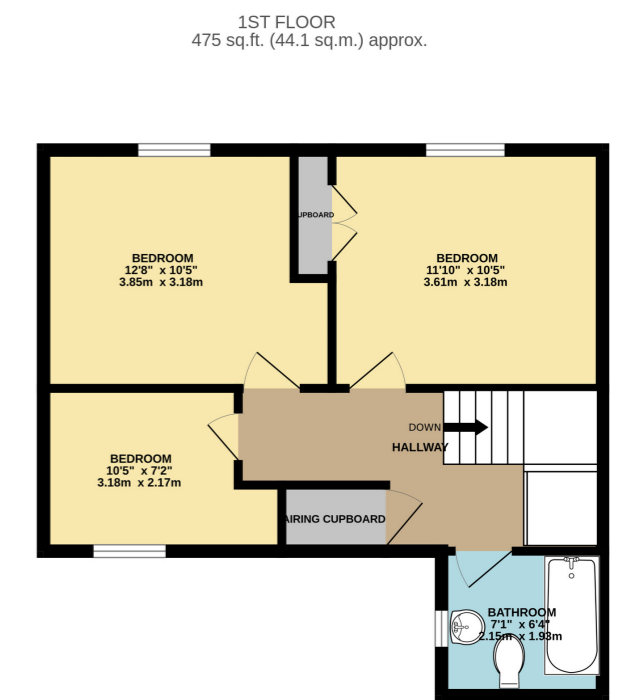 1ST FLOOR
475 sq.ft. (44.1 sq.m.) approx.
UPBOARD
BEDROOM
12'8" x 10'5"
3.85m x 3.18m
BEDROOM
11'10" x 10'5"
3.61m x 3.18m
DOWN
HALLWAY
BEDROOM
10'5" x 7'2"
3.18m x 2.17m
AIRING CUPBOARD
BATHROOM
7'1" x 6'4"
2.15m x 1.93m